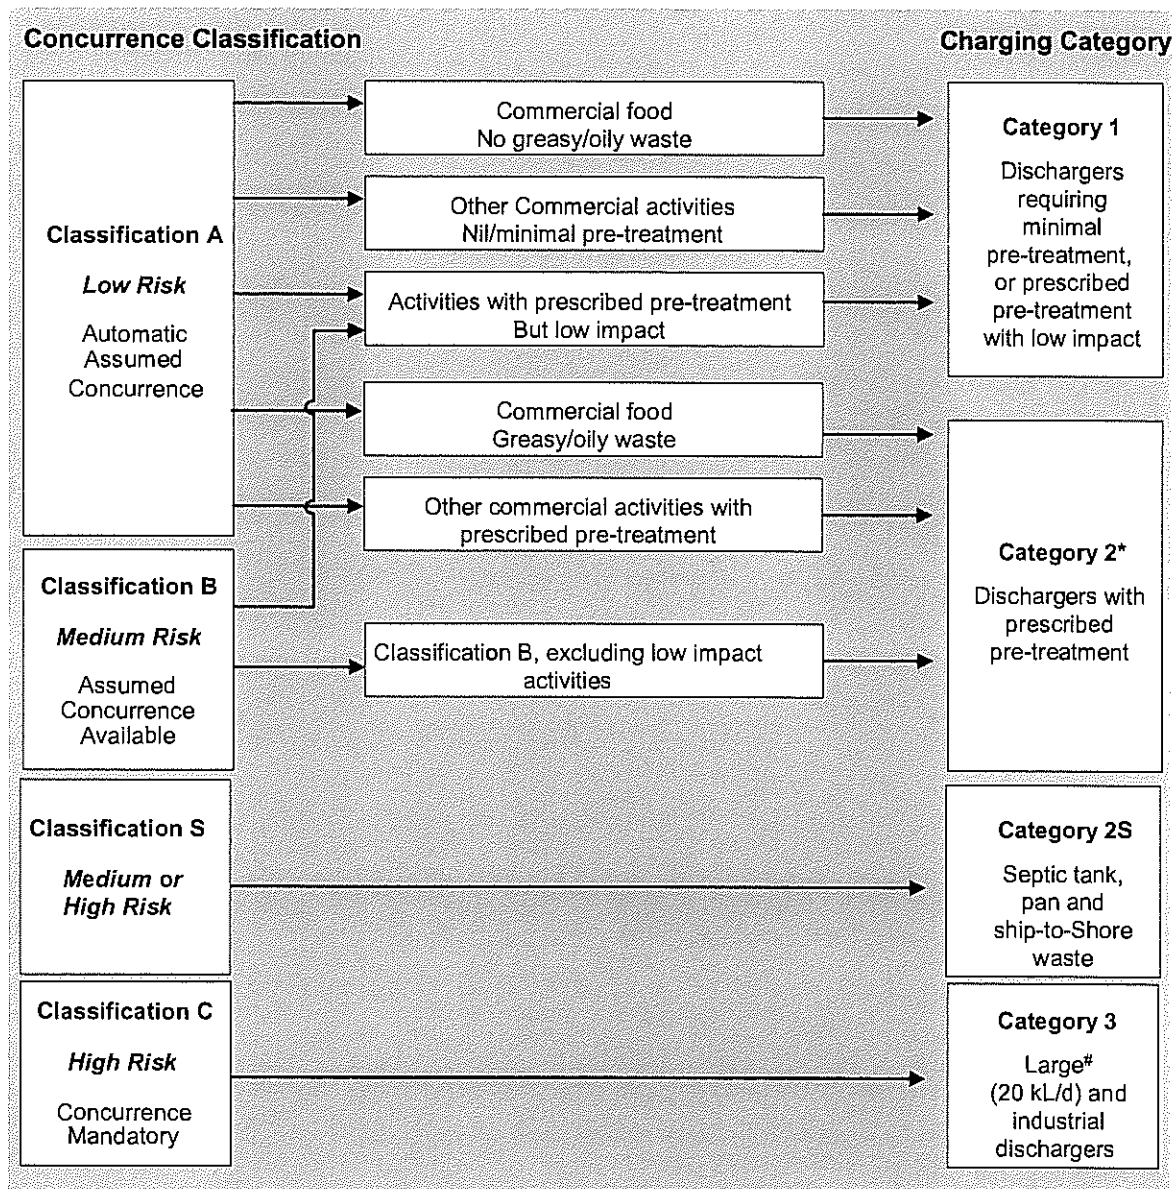 Concurrence Classification
Charging Category
Classification A
Low Risk
Automatic
Assumed
Concurrence
Commercial food
No greasy/oily waste
Other Commercial activities
Nil/minimal pre-treatment
Activities with prescribed pre-treatment
But low impact
Commercial food
Greasy/oily waste
Other commercial activities with
prescribed pre-treatment
Category 1
Dischargers
requiring
minimal
pre-treatment,
or prescribed
pre-treatment
with low impact
Classification B
Medium Risk
Assumed
Concurrence
Available
Classification B, excluding low impact
activities
Category 2*
Dischargers with
prescribed
pre-treatment
Classification S
Medium or
High Risk
Category 2S
Septic tank,
pan and
ship-to-Shore
waste
Classification C
High Risk
Concurrence
Mandatory
Category 3
Large#
(20 kL/d) and
industrial
dischargers